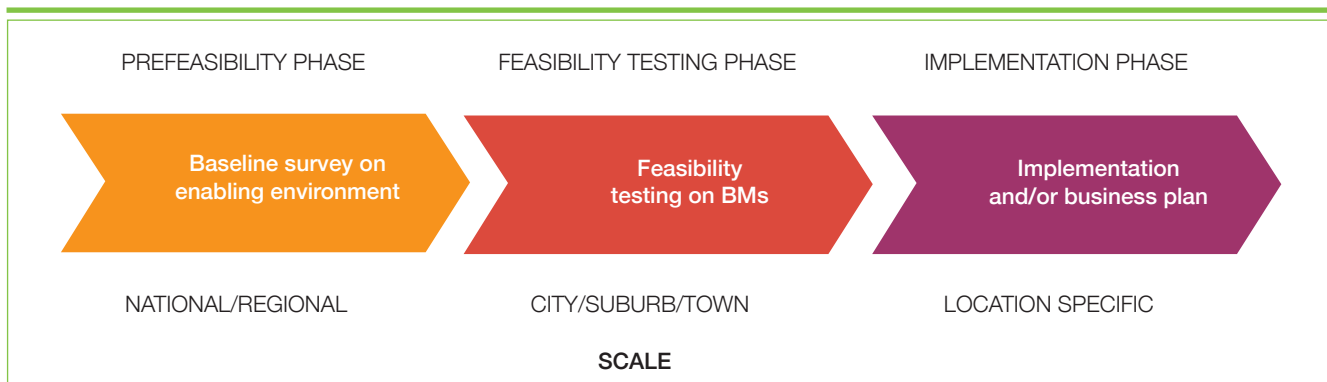 PREFEASIBILITY PHASE
FEASIBILITY TESTING PHASE
IMPLEMENTATION PHASE
Baseline survey on
enabling environment
Feasibility
testing on BMs
Implementation
and/or business plan
NATIONAL/REGIONAL
CITY/SUBURB/TOWN
LOCATION SPECIFIC
SCALE